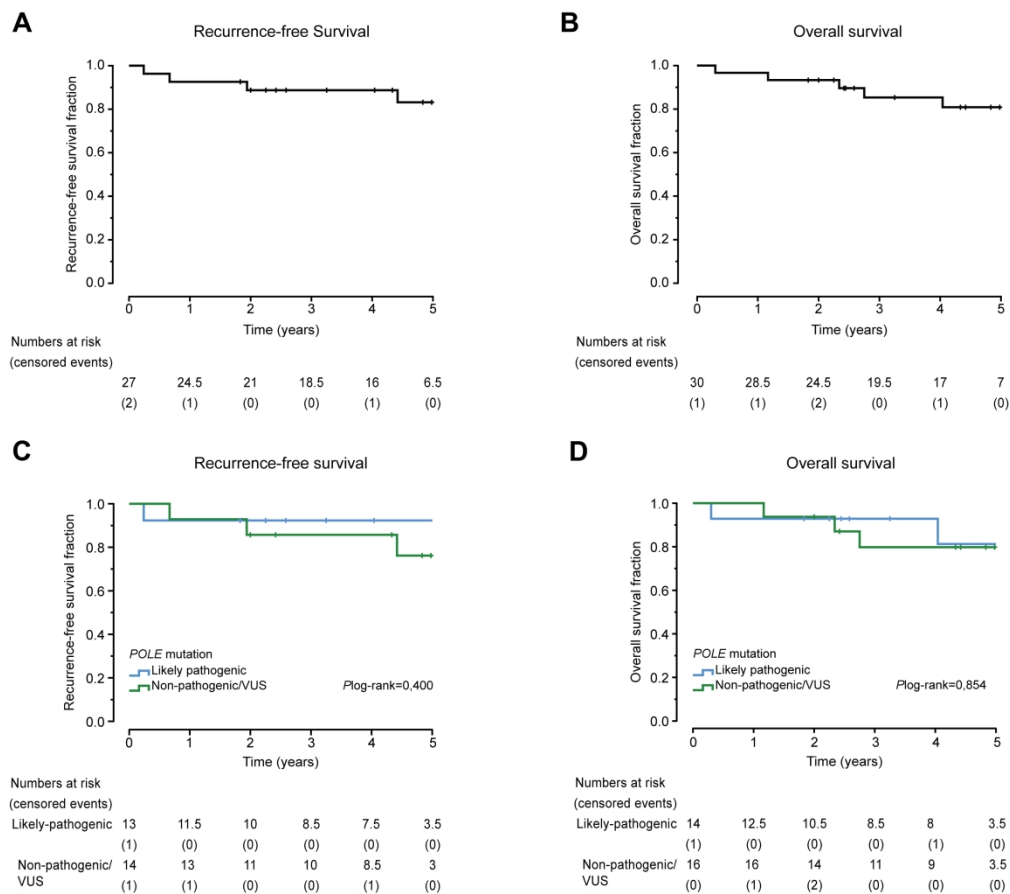 A
Recurrence-free Survival
Recurrence-free survival fraction
1.0
0.8
0.6
0.4
0.2
0.0
0 1 2 3 4 5
Time (years)
Numbers at risk
(censored events)
27 24.5 21 18.5 16 6.5
(2) (1) (0) (0) (1) (0)
B
Overall survival
Overall survival fraction
1.0
0.8
0.6
0.4
0.2
0.0
0 1 2 3 4 5
Time (years)
Numbers at risk
(censored events)
30 28.5 24.5 19.5 17 7
(1) (1) (2) (0) (1) (0)
C
Recurrence-free survival
Recurrence-free survival fraction
1.0
0.8
0.6
0.4
0.2
0.0
POLE mutation
Likely pathogenic
Non-pathogenic/VUS
Plog-rank=0,400
0 1 2 3 4 5
Time (years)
Numbers at risk
(censored events)
Likely-pathogenic 13 11.5 10 8.5 7.5 3.5
(1) (0) (0) (0) (0) (0)
Non-pathogenic/ 14 13 11 10 8.5 3
VUS (1) (1) (0) (0) (1) (0)
D
Overall survival
Overall survival fraction
1.0
0.8
0.6
0.4
0.2
0.0
POLE mutation
Likely pathogenic
Non-pathogenic/VUS
Plog-rank=0,854
0 1 2 3 4 5
Time (years)
Numbers at risk
(censored events)
Likely-pathogenic 14 12.5 10.5 8.5 8 3.5
(1) (0) (0) (0) (1) (0)
Non-pathogenic/ 16 16 14 11 9 3.5
VUS (0) (1) (2) (0) (0) (0)